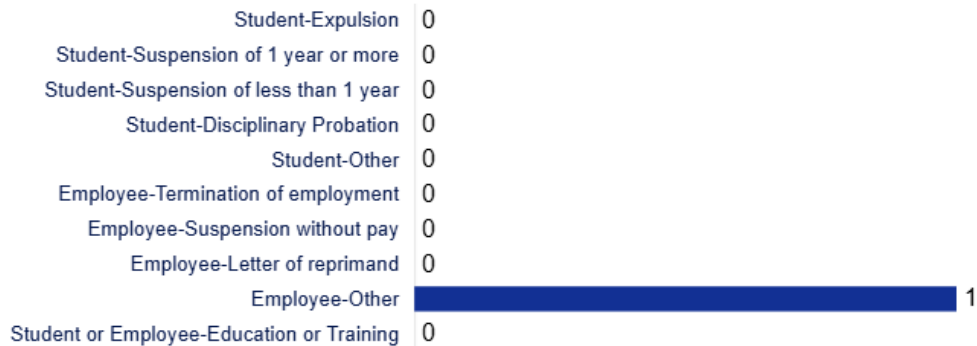 Student-Expulsion 0
Student-Suspension of 1 year or more 0
Student-Suspension of less than 1 year 0
Student-Disciplinary Probation 0
Student-Other 0
Employee-Termination of employment 0
Employee-Suspension without pay 0
Employee-Letter of reprimand 0
Employee-Other 1
Student or Employee-Education or Training 0